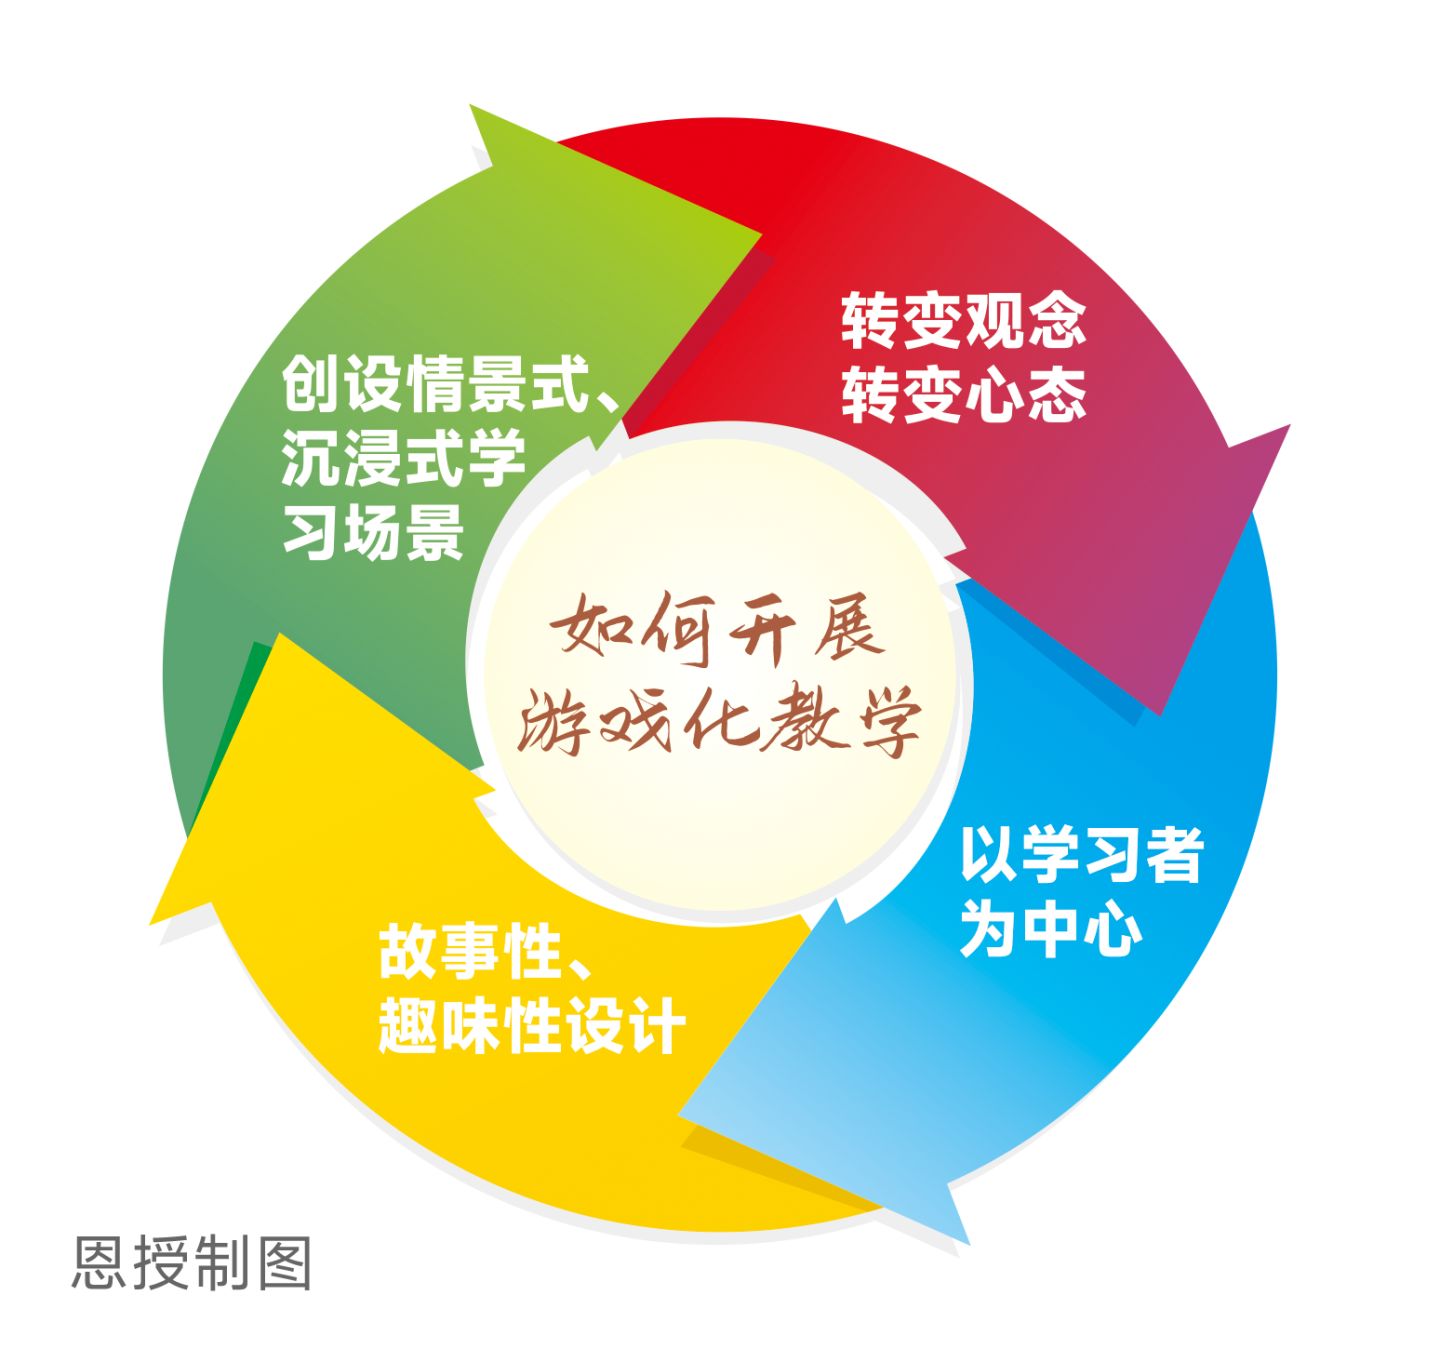 转变观念
转变心态
创设情景式、
沉浸式学
习场景
如何开展
游戏化教学
以学习者
为中心
故事性、
趣味性设计
恩授制图